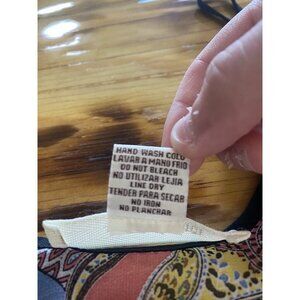 HAND WASH COLD
LAVAR A MANO FRIO
DO NOT BLEACH
NO UTILIZAR LEJIA
LINE DRY
TENDER PARA SECAR
NO IRON
NO PLANCHAR